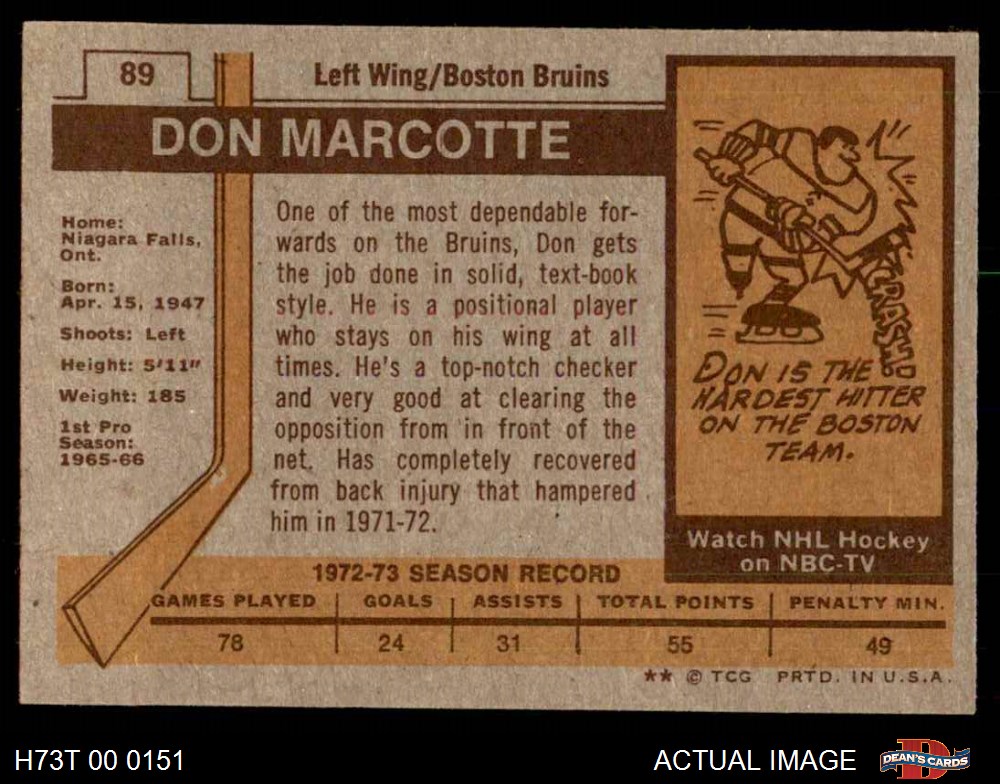 89
Left Wing/Boston Bruins
DON MARCOTTE
Home:
Niagara Falls,
Ont.
Born:
Apr. 15, 1947
Shoots: Left
Height: 5'11"
Weight: 185
1st Pro
Season:
1965-66
One of the most dependable for-
wards on the Bruins, Don gets
the job done in solid, text-book
style. He is a positional player
who stays on his wing at all
times. He's a top-notch checker
and very good at clearing the
opposition from in front of the
net. Has completely recovered
from back injury that hampered
him in 1971-72.
KRASH
DON IS THE
HARDEST HITTER
ON THE BOSTON
TEAM.
Watch NHL Hockey
on NBC-TV
1972-73 SEASON RECORD
GAMES PLAYED GOALS ASSISTS TOTAL POINTS PENALTY MIN.
78 24 31 55 49
** © TCG PRTD. IN U.S.A.
H73T 00 0151 ACTUAL IMAGE
D
DEAN'S CARDS